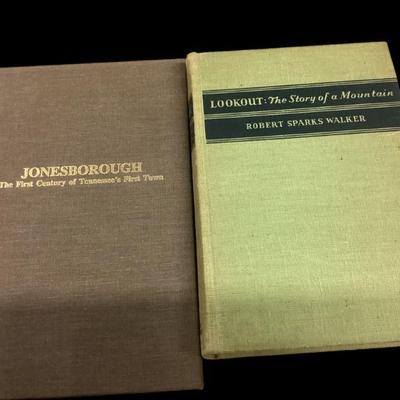 JONESBOROUGH
The First Century of Tennessee's First Town
LOOKOUT: The Story of a Mountain
ROBERT SPARKS WALKER